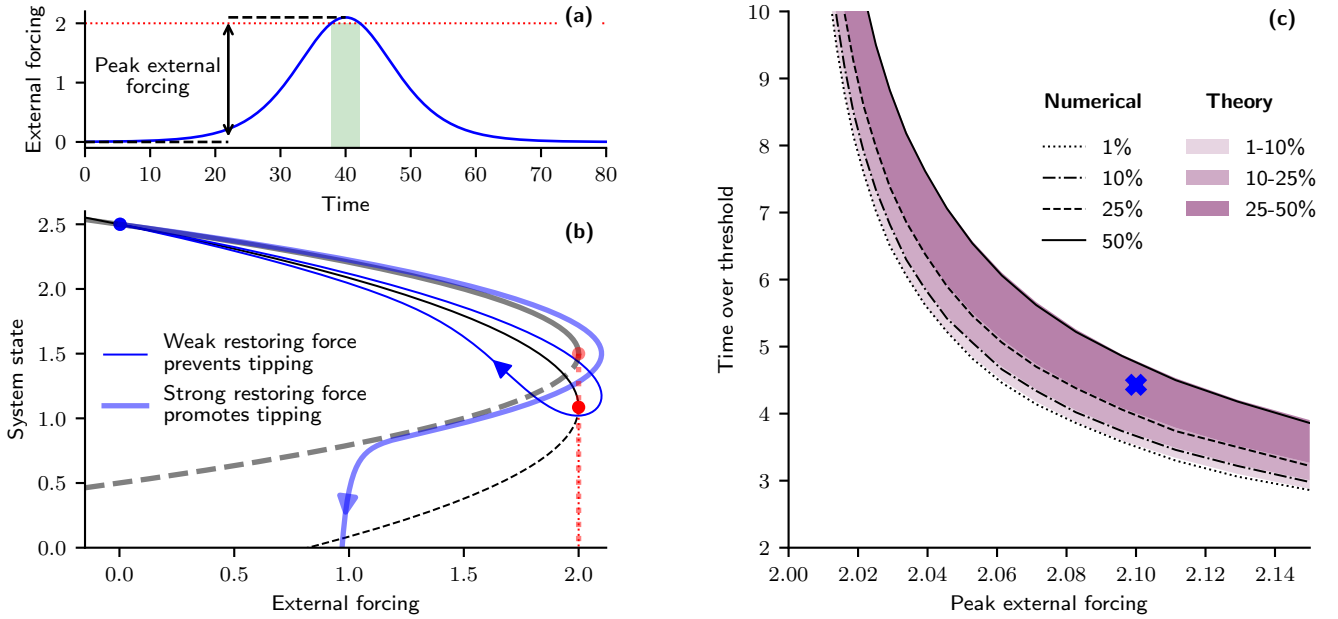 (a)
External forcing
2
1
0
Peak external
forcing
0 10 20 30 40 50 60 70 80
Time
(b)
System state
2.5
2.0
1.5
1.0
0.5
0.0
Weak restoring force
prevents tipping
Strong restoring force
promotes tipping
0.0 0.5 1.0 1.5 2.0
External forcing
(c)
Time over threshold
10
9
8
7
6
5
4
3
2
Numerical Theory
1% 1-10%
10% 10-25%
25% 25-50%
50%
2.00 2.02 2.04 2.06 2.08 2.10 2.12 2.14
Peak external forcing